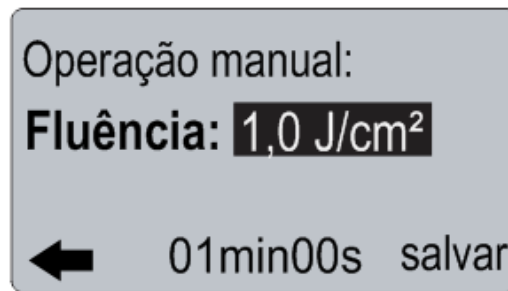 Operação manual:
Fluência: 1,0 J/cm²
01min00s salvar